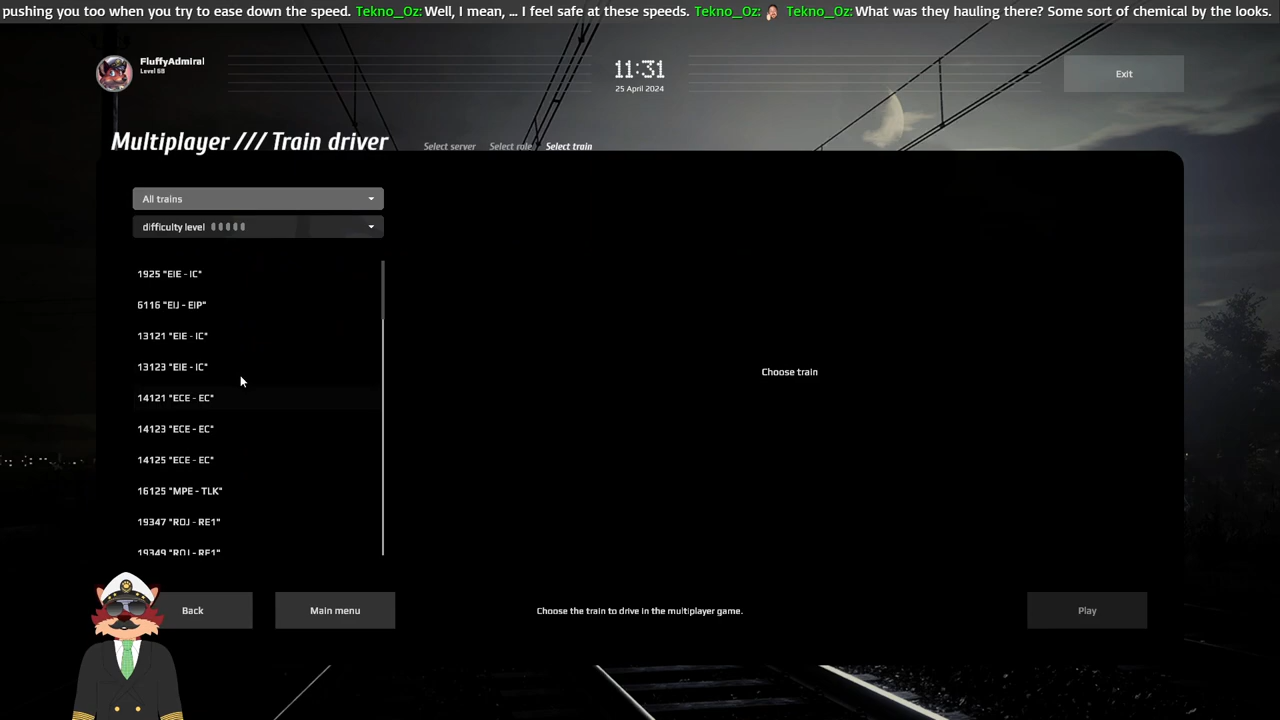 pushing you too when you try to ease down the speed. Tekno_Oz: Well, I mean, ... I feel safe at these speeds. Tekno_Oz: Tekno_Oz: What was they hauling there? Some sort of chemical by the looks.
FluffyAdmiral
Level 68
11:31
25 April 2024
Exit
Multiplayer /// Train driver
Select server Select role Select train
All trains
difficulty level
1925 "EIE - IC"
6116 "EIJ - EIP"
13121 "EIE - IC"
13123 "EIE - IC"
14121 "ECE - EC"
14123 "ECE - EC"
14125 "ECE - EC"
16125 "MPE - TLK"
19347 "ROJ - RE1"
19349 "ROJ - RE1"
Choose train
Back
Main menu
Choose the train to drive in the multiplayer game.
Play